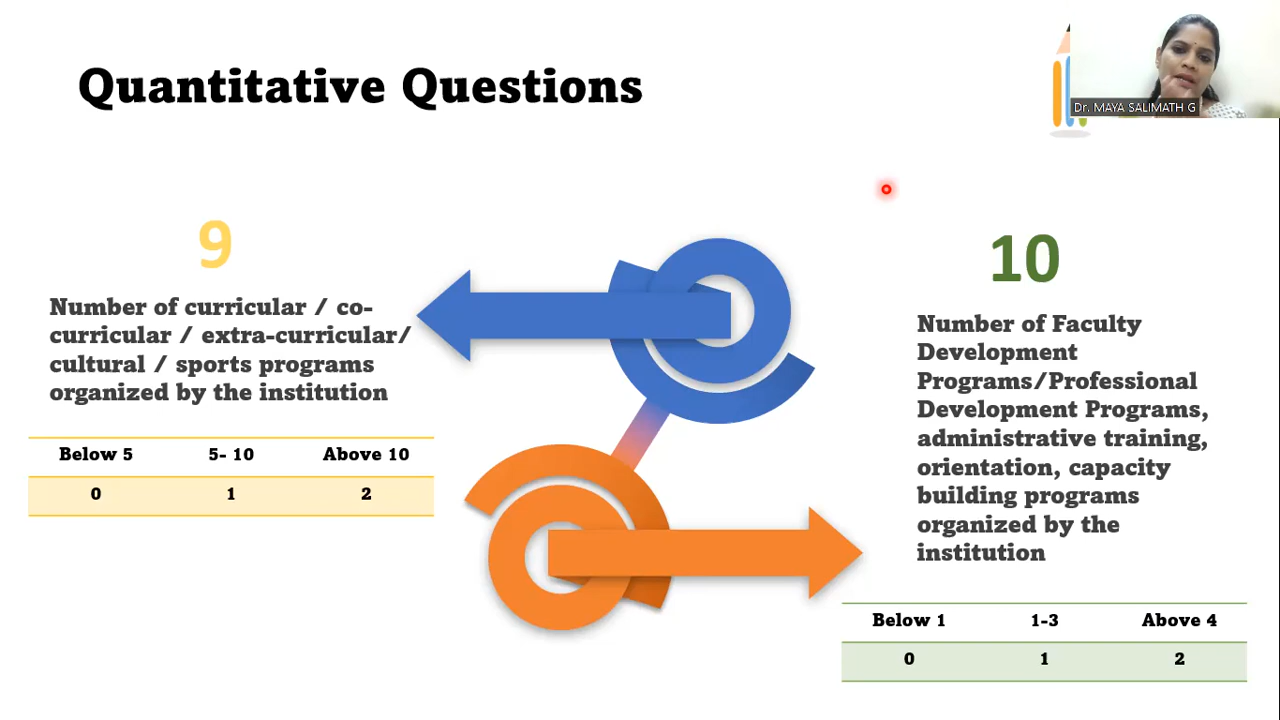 Quantitative Questions
Dr. MAYA SALIMATH G
9
Number of curricular / co-
curricular / extra-curricular/
cultural / sports programs
organized by the institution
Below 5 5- 10 Above 10
0 1 2
10
Number of Faculty
Development
Programs/Professional
Development Programs,
administrative training,
orientation, capacity
building programs
organized by the
institution
Below 1 1-3 Above 4
0 1 2